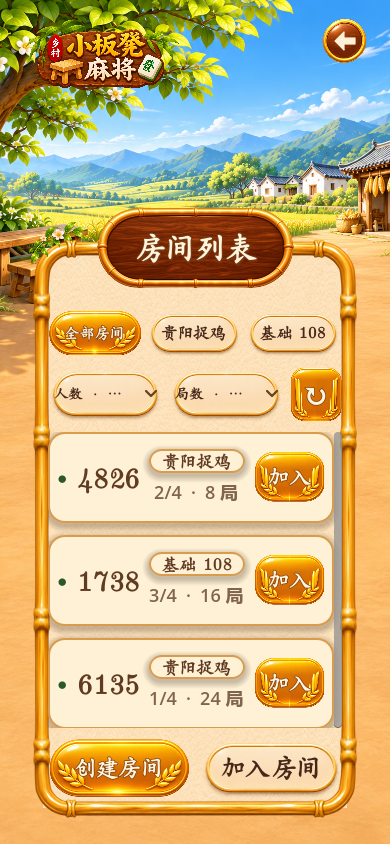 乡村
小板凳
麻将
發
房间列表
全部房间
贵阳捉鸡
基础 108
人数 · ...
局数 · ...
4826
贵阳捉鸡
2/4 · 8 局
加入
1738
基础 108
3/4 · 16 局
加入
6135
贵阳捉鸡
1/4 · 24 局
加入
创建房间
加入房间